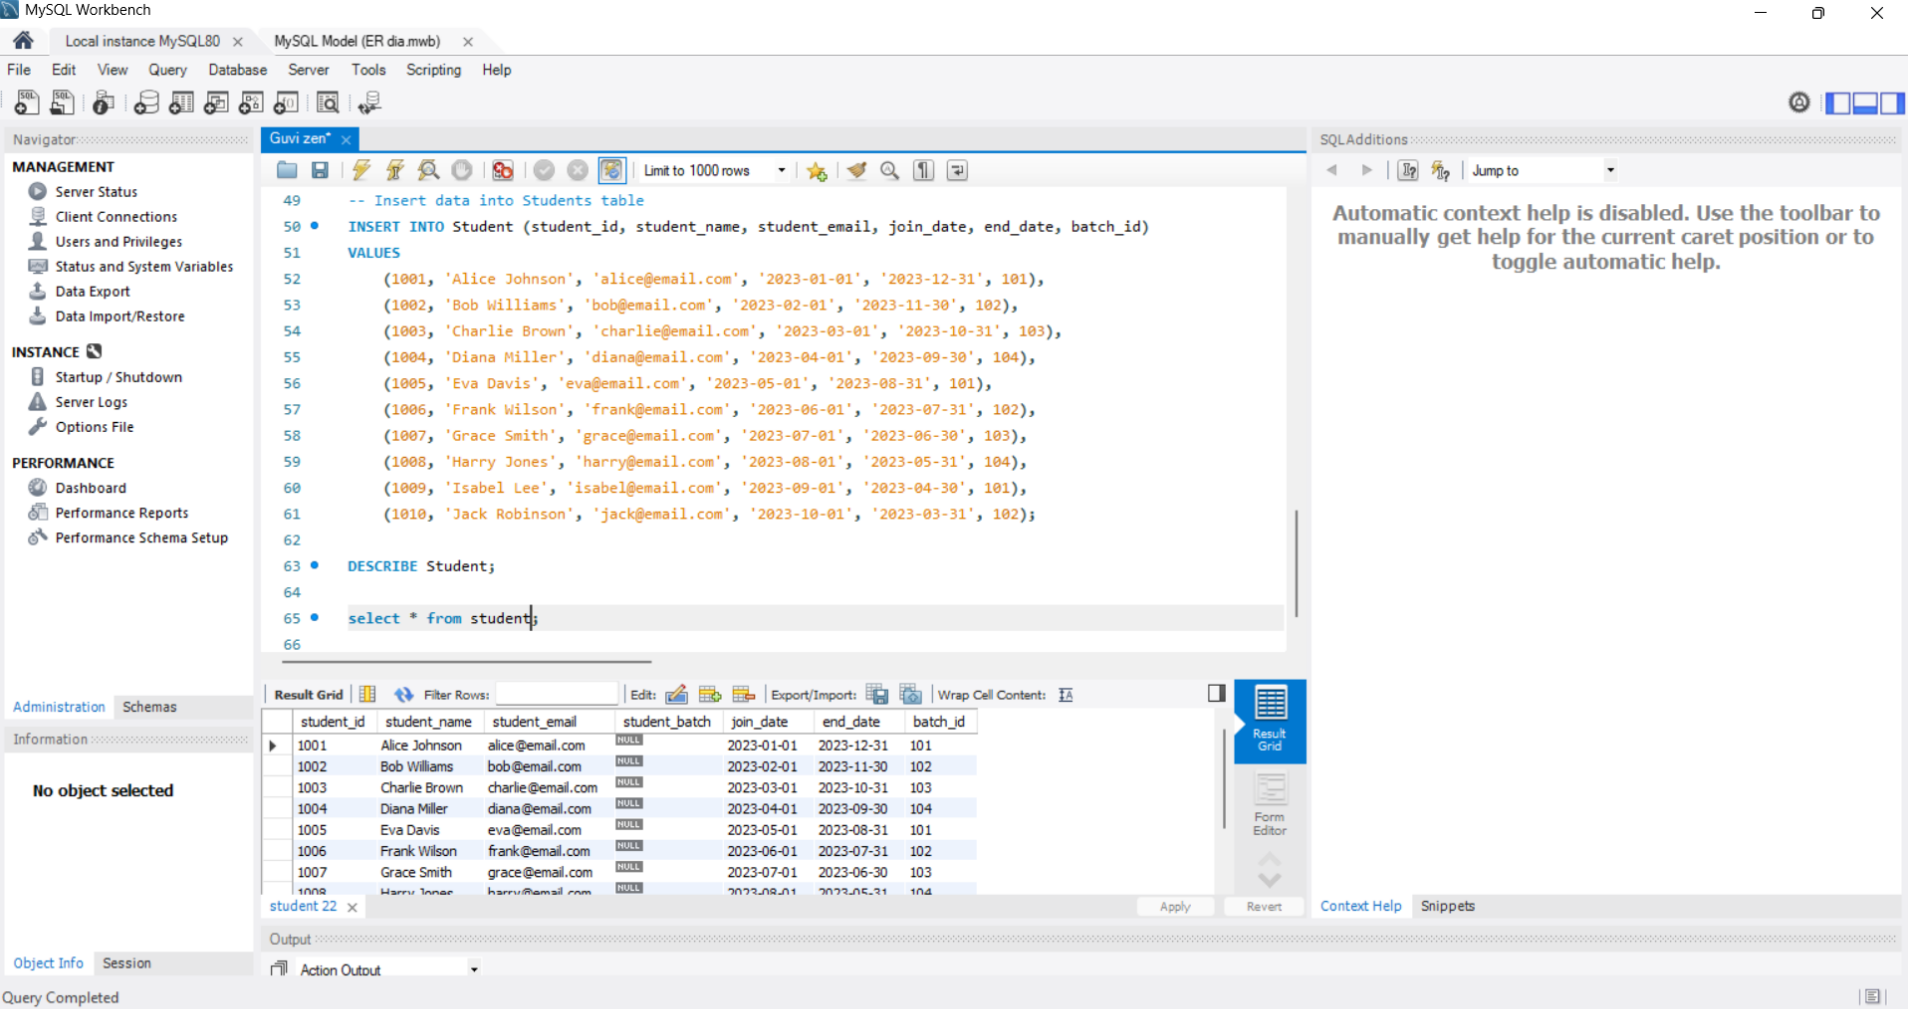 MySQL Workbench
Local instance MySQL80
MySQL Model (ER dia.mwb)
File Edit View Query Database Server Tools Scripting Help
Navigator
MANAGEMENT
Server Status
Client Connections
Users and Privileges
Status and System Variables
Data Export
Data Import/Restore
INSTANCE
Startup / Shutdown
Server Logs
Options File
PERFORMANCE
Dashboard
Performance Reports
Performance Schema Setup
Administration Schemas
Information
No object selected
Object Info Session
Query Completed
Guvi zen*
Limit to 1000 rows
49 -- Insert data into Students table
50 INSERT INTO Student (student_id, student_name, student_email, join_date, end_date, batch_id)
51 VALUES
52 (1001, 'Alice Johnson', 'alice@email.com', '2023-01-01', '2023-12-31', 101),
53 (1002, 'Bob Williams', 'bob@email.com', '2023-02-01', '2023-11-30', 102),
54 (1003, 'Charlie Brown', 'charlie@email.com', '2023-03-01', '2023-10-31', 103),
55 (1004, 'Diana Miller', 'diana@email.com', '2023-04-01', '2023-09-30', 104),
56 (1005, 'Eva Davis', 'eva@email.com', '2023-05-01', '2023-08-31', 101),
57 (1006, 'Frank Wilson', 'frank@email.com', '2023-06-01', '2023-07-31', 102),
58 (1007, 'Grace Smith', 'grace@email.com', '2023-07-01', '2023-06-30', 103),
59 (1008, 'Harry Jones', 'harry@email.com', '2023-08-01', '2023-05-31', 104),
60 (1009, 'Isabel Lee', 'isabel@email.com', '2023-09-01', '2023-04-30', 101),
61 (1010, 'Jack Robinson', 'jack@email.com', '2023-10-01', '2023-03-31', 102);
62
63 DESCRIBE Student;
64
65 select * from student;
66
Result Grid Filter Rows: Edit: Export/Import: Wrap Cell Content:
student_id student_name student_email student_batch join_date end_date batch_id
1001 Alice Johnson alice@email.com NULL 2023-01-01 2023-12-31 101
1002 Bob Williams bob@email.com NULL 2023-02-01 2023-11-30 102
1003 Charlie Brown charlie@email.com NULL 2023-03-01 2023-10-31 103
1004 Diana Miller diana@email.com NULL 2023-04-01 2023-09-30 104
1005 Eva Davis eva@email.com NULL 2023-05-01 2023-08-31 101
1006 Frank Wilson frank@email.com NULL 2023-06-01 2023-07-31 102
1007 Grace Smith grace@email.com NULL 2023-07-01 2023-06-30 103
1008 Harry Jones harry@email.com NULL 2023-08-01 2023-05-31 104
Result
Grid
Form
Editor
student 22
Apply Revert
Output
Action Output
SQLAdditions
Jump to
Automatic context help is disabled. Use the toolbar to
manually get help for the current caret position or to
toggle automatic help.
Context Help Snippets